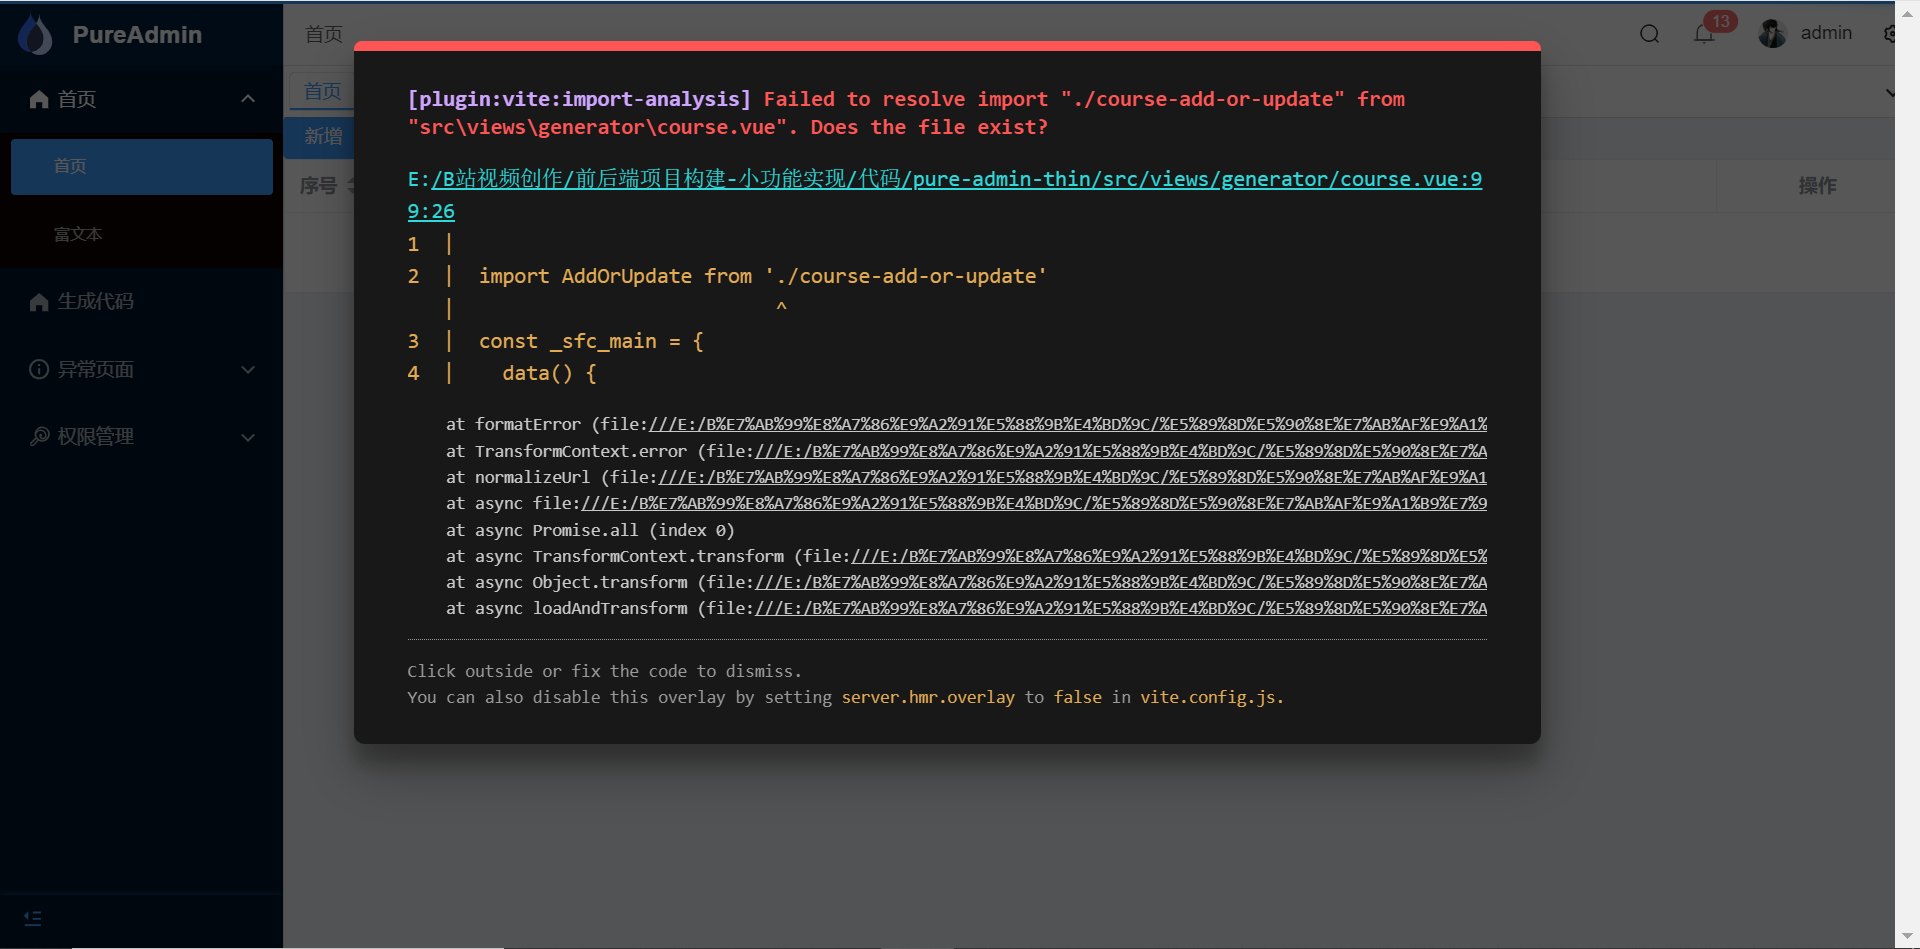 PureAdmin
首页
13
admin
首页
首页
首页
新增
富文本
序号
操作
生成代码
异常页面
权限管理
[plugin:vite:import-analysis] Failed to resolve import "./course-add-or-update" from
"src\views\generator\course.vue". Does the file exist?
E:/B站视频创作/前后端项目构建-小功能实现/代码/pure-admin-thin/src/views/generator/course.vue:9
9:26
1  |
2  |  import AddOrUpdate from './course-add-or-update'
   |                           ^
3  |  const _sfc_main = {
4  |    data() {
at formatError (file:///E:/B%E7%AB%99%E8%A7%86%E9%A2%91%E5%88%9B%E4%BD%9C/%E5%89%8D%E5%90%8E%E7%AB%AF%E9%A1%
at TransformContext.error (file:///E:/B%E7%AB%99%E8%A7%86%E9%A2%91%E5%88%9B%E4%BD%9C/%E5%89%8D%E5%90%8E%E7%A
at normalizeUrl (file:///E:/B%E7%AB%99%E8%A7%86%E9%A2%91%E5%88%9B%E4%BD%9C/%E5%89%8D%E5%90%8E%E7%AB%AF%E9%A1
at async file:///E:/B%E7%AB%99%E8%A7%86%E9%A2%91%E5%88%9B%E4%BD%9C/%E5%89%8D%E5%90%8E%E7%AB%AF%E9%A1%B9%E7%9
at async Promise.all (index 0)
at async TransformContext.transform (file:///E:/B%E7%AB%99%E8%A7%86%E9%A2%91%E5%88%9B%E4%BD%9C/%E5%89%8D%E5%
at async Object.transform (file:///E:/B%E7%AB%99%E8%A7%86%E9%A2%91%E5%88%9B%E4%BD%9C/%E5%89%8D%E5%90%8E%E7%A
at async loadAndTransform (file:///E:/B%E7%AB%99%E8%A7%86%E9%A2%91%E5%88%9B%E4%BD%9C/%E5%89%8D%E5%90%8E%E7%A
Click outside or fix the code to dismiss.
You can also disable this overlay by setting server.hmr.overlay to false in vite.config.js.